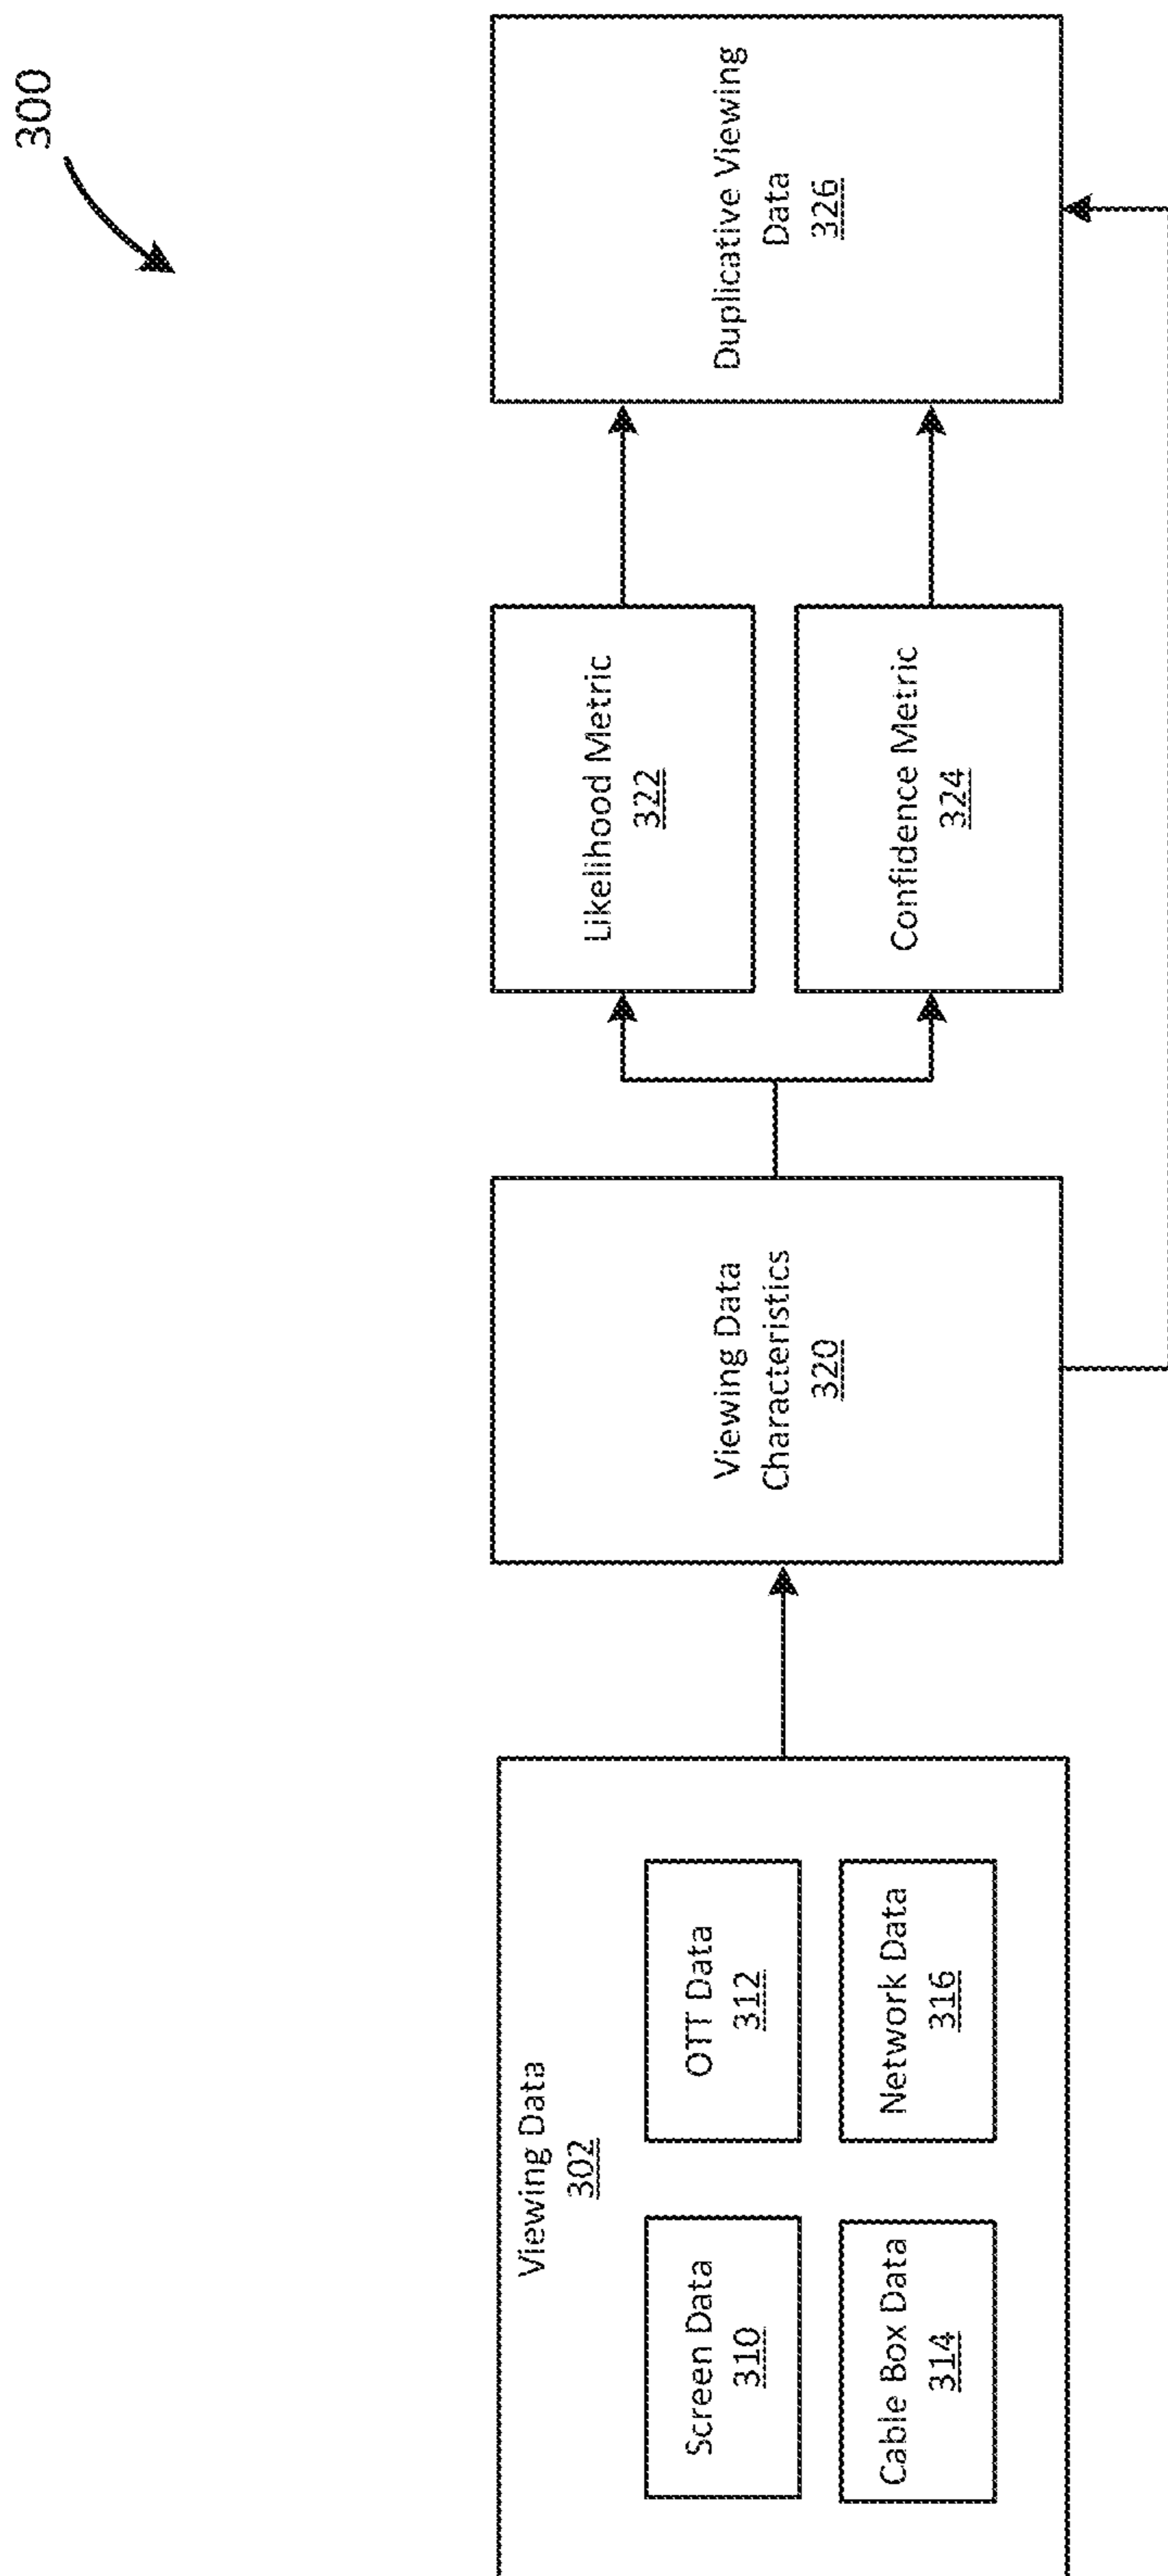 300
Viewing Data
302
Screen Data
310
OTT Data
312
Cable Box Data
314
Network Data
316
Viewing Data
Characteristics
320
Likelihood Metric
322
Confidence Metric
324
Duplicative Viewing
Data
326